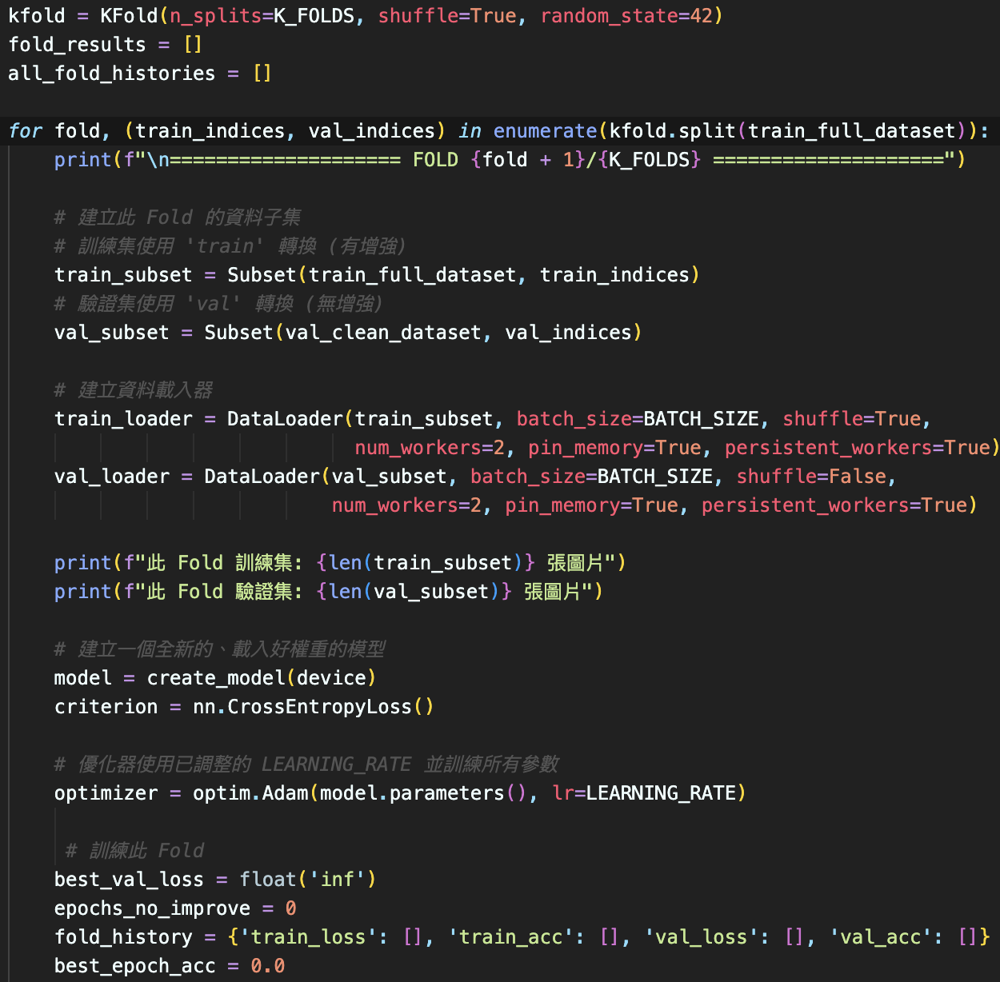 kfold = KFold(n_splits=K_FOLDS, shuffle=True, random_state=42)
fold_results = []
all_fold_histories = []
for fold, (train_indices, val_indices) in enumerate(kfold.split(train_full_dataset)):
print(f"\n==================== FOLD {fold + 1}/{K_FOLDS} ====================")
# 建立此 Fold 的資料子集
# 訓練集使用 'train' 轉換 (有增強)
train_subset = Subset(train_full_dataset, train_indices)
# 驗證集使用 'val' 轉換 (無增強)
val_subset = Subset(val_clean_dataset, val_indices)
# 建立資料載入器
train_loader = DataLoader(train_subset, batch_size=BATCH_SIZE, shuffle=True,
num_workers=2, pin_memory=True, persistent_workers=True)
val_loader = DataLoader(val_subset, batch_size=BATCH_SIZE, shuffle=False,
num_workers=2, pin_memory=True, persistent_workers=True)
print(f"此 Fold 訓練集: {len(train_subset)} 張圖片")
print(f"此 Fold 驗證集: {len(val_subset)} 張圖片")
# 建立一個全新的、載入好權重的模型
model = create_model(device)
criterion = nn.CrossEntropyLoss()
# 優化器使用已調整的 LEARNING_RATE 並訓練所有參數
optimizer = optim.Adam(model.parameters(), lr=LEARNING_RATE)
# 訓練此 Fold
best_val_loss = float('inf')
epochs_no_improve = 0
fold_history = {'train_loss': [], 'train_acc': [], 'val_loss': [], 'val_acc': []}
best_epoch_acc = 0.0